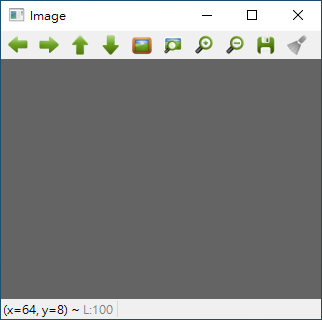 Image
(x=64, y=8) ~ L:100